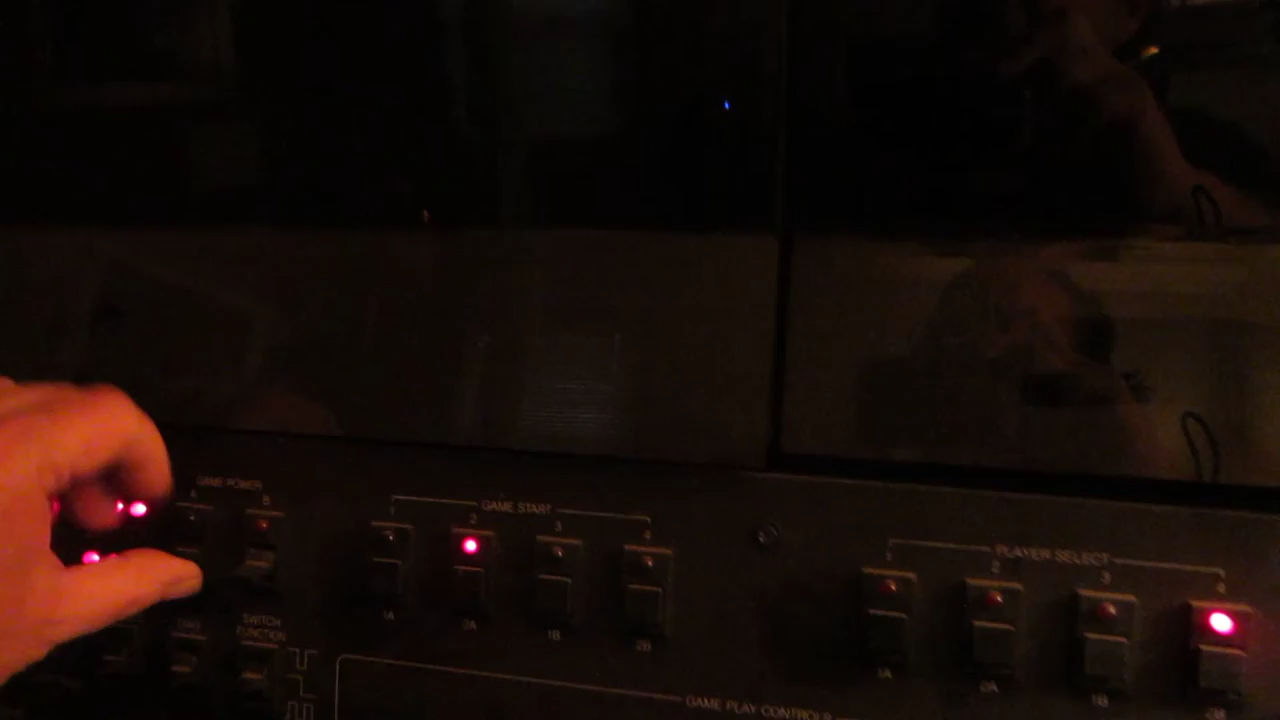 GAME POWER
A B
GAME START
1 2 3 4
1A 2A 1B 2B
PLAYER SELECT
1 2 3 4
1A 2A 1B 2B
SWITCH
FUNCTION
GAME PLAY CONTROLS